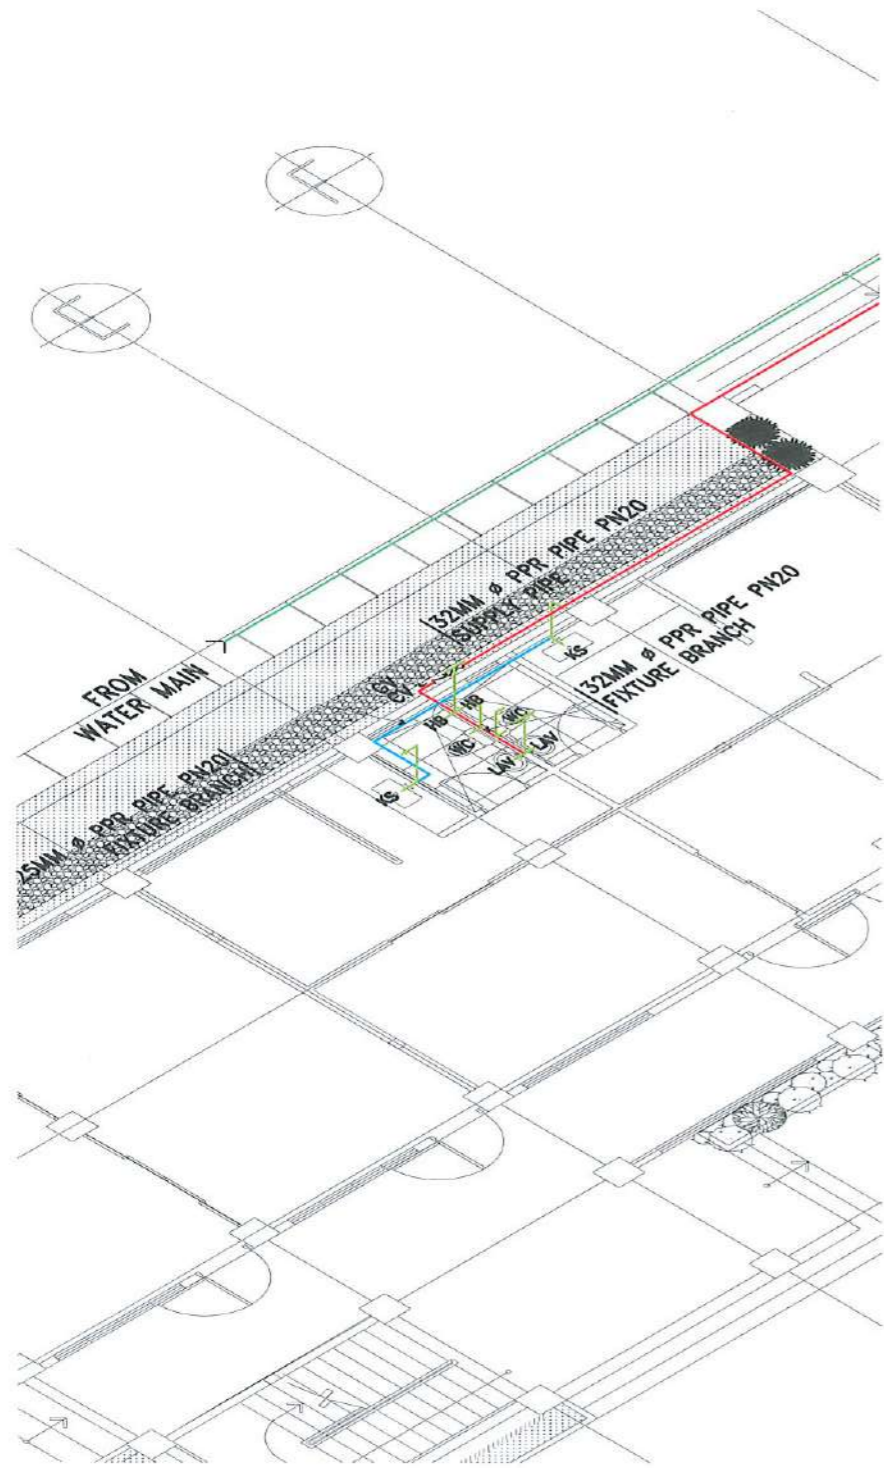 32MM Ø PPR PIPE PN20
SUPPLY PIPE
FROM
WATER MAIN
32MM Ø PPR PIPE PN20
FIXTURE BRANCH
GV
CV
KS
HB
HB
WC
WC
LAV
LAV
KS
25MM Ø PPR PIPE PN20
FIXTURE BRANCH